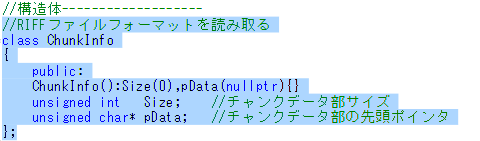 //構造体-------------------
//RIFFファイルフォーマットを読み取る
class ChunkInfo
{
    public:
    ChunkInfo():Size(0),pData(nullptr){}
    unsigned int   Size;   //チャンクデータ部サイズ
    unsigned char* pData;   //チャンクデータ部の先頭ポインタ
};